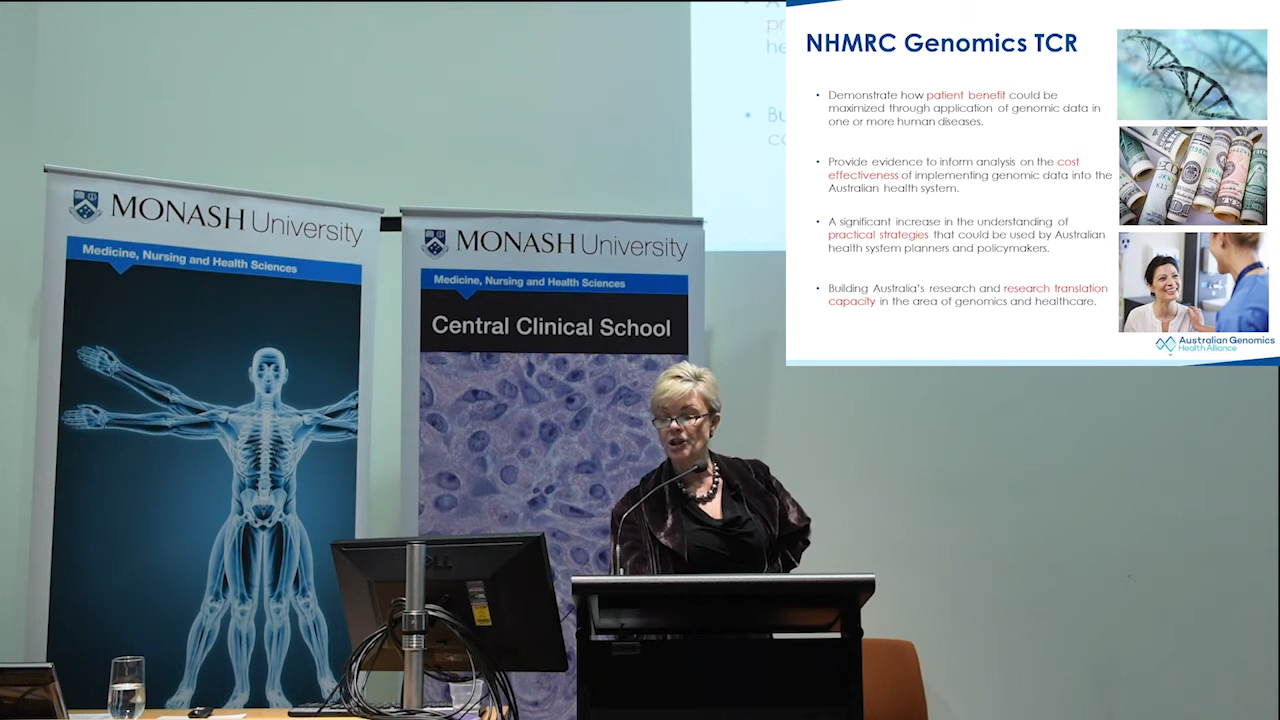 NHMRC Genomics TCR
• Demonstrate how patient benefit could be
maximized through application of genomic data in
one or more human diseases.
• Provide evidence to inform analysis on the cost
effectiveness of implementing genomic data into the
Australian health system.
• A significant increase in the understanding of
practical strategies that could be used by Australian
health system planners and policymakers.
• Building Australia's research and research translation
capacity in the area of genomics and healthcare.
Australian Genomics
Health Alliance
MONASH University
Medicine, Nursing and Health Sciences
MONASH University
Medicine, Nursing and Health Sciences
Central Clinical School
DELL